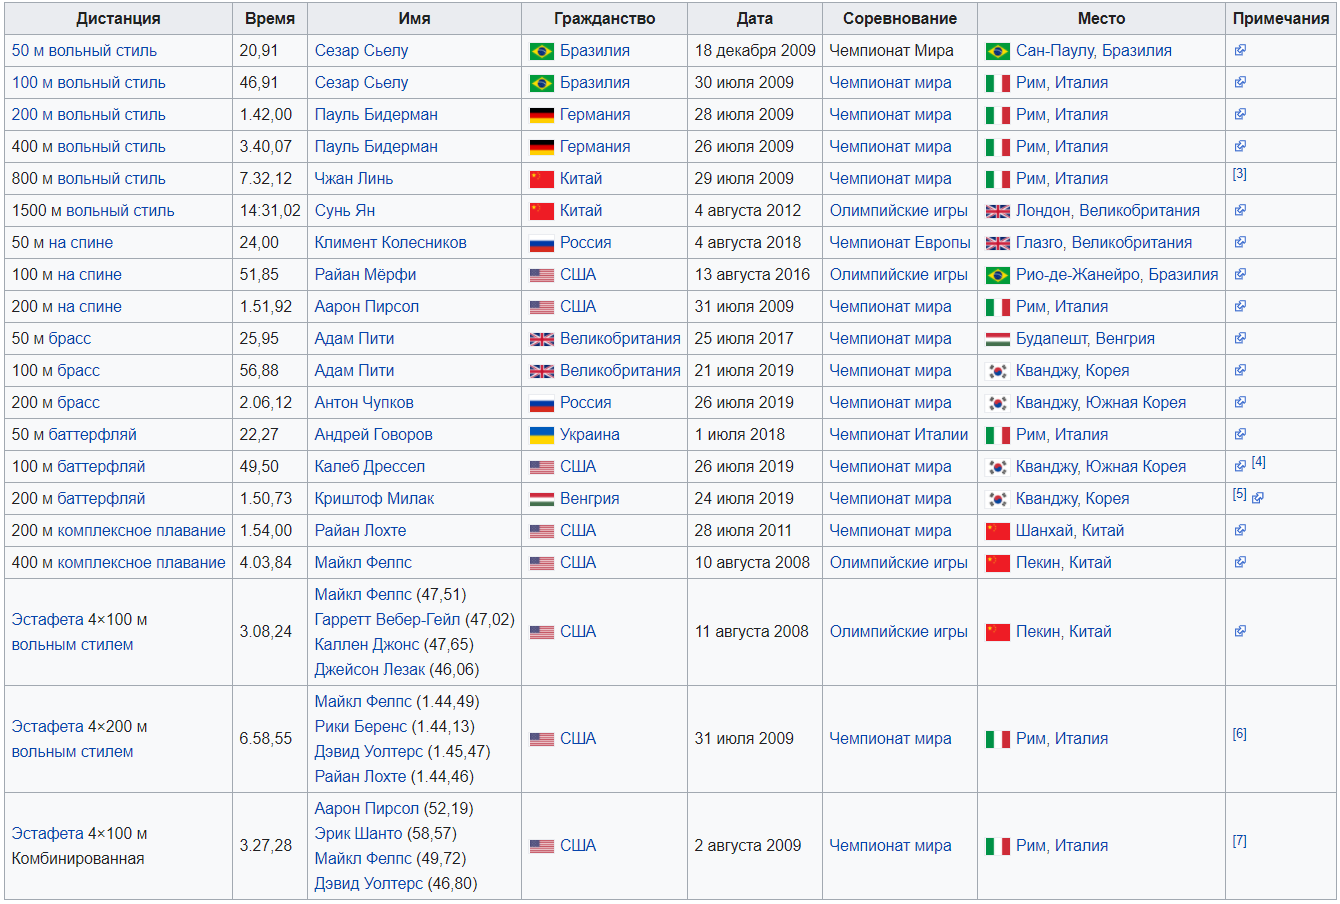 Дистанция Время Имя Гражданство Дата Соревнование Место Примечания
50 м вольный стиль 20,91 Сезар Сьелу Бразилия 18 декабря 2009 Чемпионат Мира Сан-Паулу, Бразилия
100 м вольный стиль 46,91 Сезар Сьелу Бразилия 30 июля 2009 Чемпионат мира Рим, Италия
200 м вольный стиль 1.42,00 Пауль Бидерман Германия 28 июля 2009 Чемпионат мира Рим, Италия
400 м вольный стиль 3.40,07 Пауль Бидерман Германия 26 июля 2009 Чемпионат мира Рим, Италия
800 м вольный стиль 7.32,12 Чжан Линь Китай 29 июля 2009 Чемпионат мира Рим, Италия [3]
1500 м вольный стиль 14:31,02 Сунь Ян Китай 4 августа 2012 Олимпийские игры Лондон, Великобритания
50 м на спине 24,00 Климент Колесников Россия 4 августа 2018 Чемпионат Европы Глазго, Великобритания
100 м на спине 51,85 Райан Мёрфи США 13 августа 2016 Олимпийские игры Рио-де-Жанейро, Бразилия
200 м на спине 1.51,92 Аарон Пирсол США 31 июля 2009 Чемпионат мира Рим, Италия
50 м брасс 25,95 Адам Пити Великобритания 25 июля 2017 Чемпионат мира Будапешт, Венгрия
100 м брасс 56,88 Адам Пити Великобритания 21 июля 2019 Чемпионат мира Кванджу, Корея
200 м брасс 2.06,12 Антон Чупков Россия 26 июля 2019 Чемпионат мира Кванджу, Южная Корея
50 м баттерфляй 22,27 Андрей Говоров Украина 1 июля 2018 Чемпионат Италии Рим, Италия
100 м баттерфляй 49,50 Калеб Дрессел США 26 июля 2019 Чемпионат мира Кванджу, Южная Корея [4]
200 м баттерфляй 1.50,73 Криштоф Милак Венгрия 24 июля 2019 Чемпионат мира Кванджу, Корея [5]
200 м комплексное плавание 1.54,00 Райан Лохте США 28 июля 2011 Чемпионат мира Шанхай, Китай
400 м комплексное плавание 4.03,84 Майкл Фелпс США 10 августа 2008 Олимпийские игры Пекин, Китай
Эстафета 4×100 м
вольным стилем
3.08,24
Майкл Фелпс (47,51)
Гарретт Вебер-Гейл (47,02)
Каллен Джонс (47,65)
Джейсон Лезак (46,06)
США 11 августа 2008 Олимпийские игры Пекин, Китай
Эстафета 4×200 м
вольным стилем
6.58,55
Майкл Фелпс (1.44,49)
Рики Беренс (1.44,13)
Дэвид Уолтерс (1.45,47)
Райан Лохте (1.44,46)
США 31 июля 2009 Чемпионат мира Рим, Италия [6]
Эстафета 4×100 м
Комбинированная
3.27,28
Аарон Пирсол (52,19)
Эрик Шанто (58,57)
Майкл Фелпс (49,72)
Дэвид Уолтерс (46,80)
США 2 августа 2009 Чемпионат мира Рим, Италия [7]